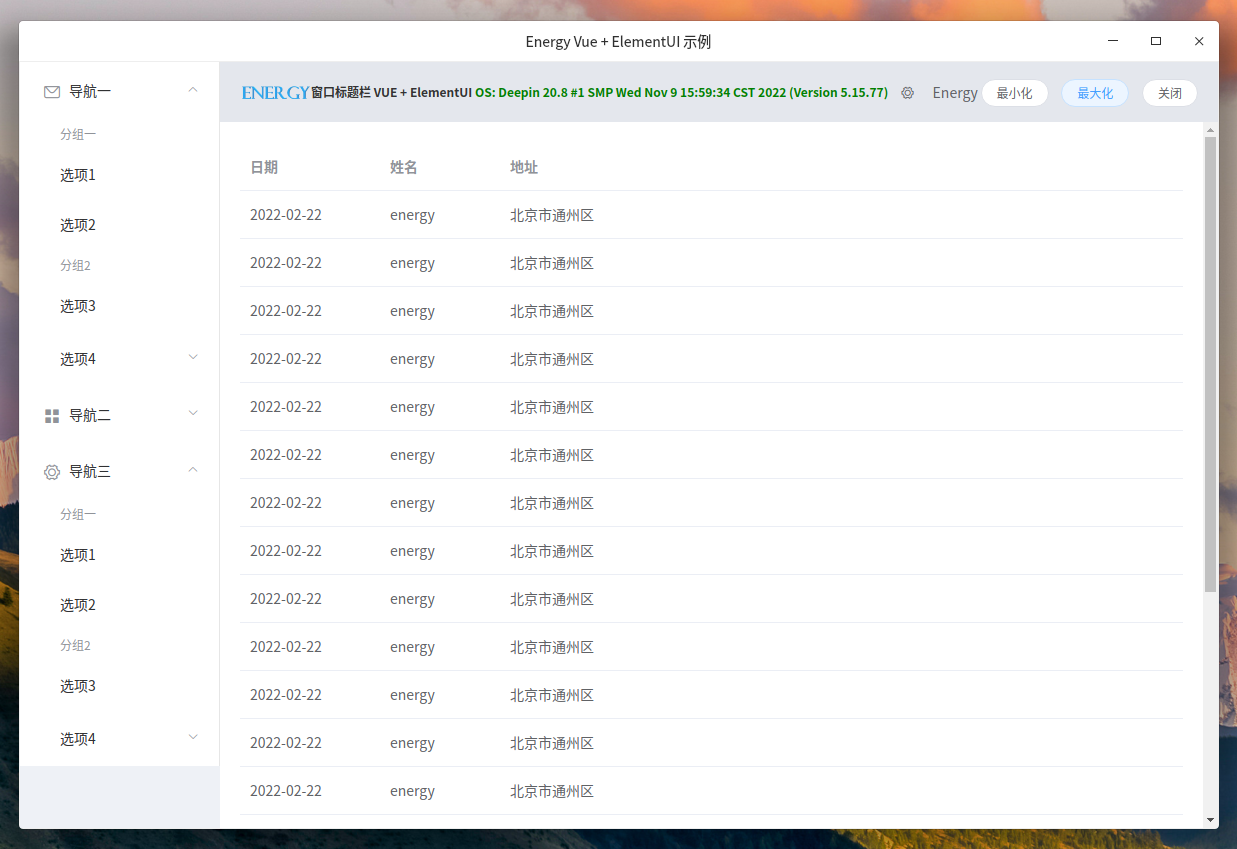 Energy Vue + ElementUI 示例
ENERGY 窗口标题栏 VUE + ElementUI OS: Deepin 20.8 #1 SMP Wed Nov 9 15:59:34 CST 2022 (Version 5.15.77) Energy 最小化 最大化 关闭
导航一
分组一
选项1
选项2
分组2
选项3
选项4
导航二
导航三
分组一
选项1
选项2
分组2
选项3
选项4
日期 姓名 地址
2022-02-22 energy 北京市通州区
2022-02-22 energy 北京市通州区
2022-02-22 energy 北京市通州区
2022-02-22 energy 北京市通州区
2022-02-22 energy 北京市通州区
2022-02-22 energy 北京市通州区
2022-02-22 energy 北京市通州区
2022-02-22 energy 北京市通州区
2022-02-22 energy 北京市通州区
2022-02-22 energy 北京市通州区
2022-02-22 energy 北京市通州区
2022-02-22 energy 北京市通州区
2022-02-22 energy 北京市通州区